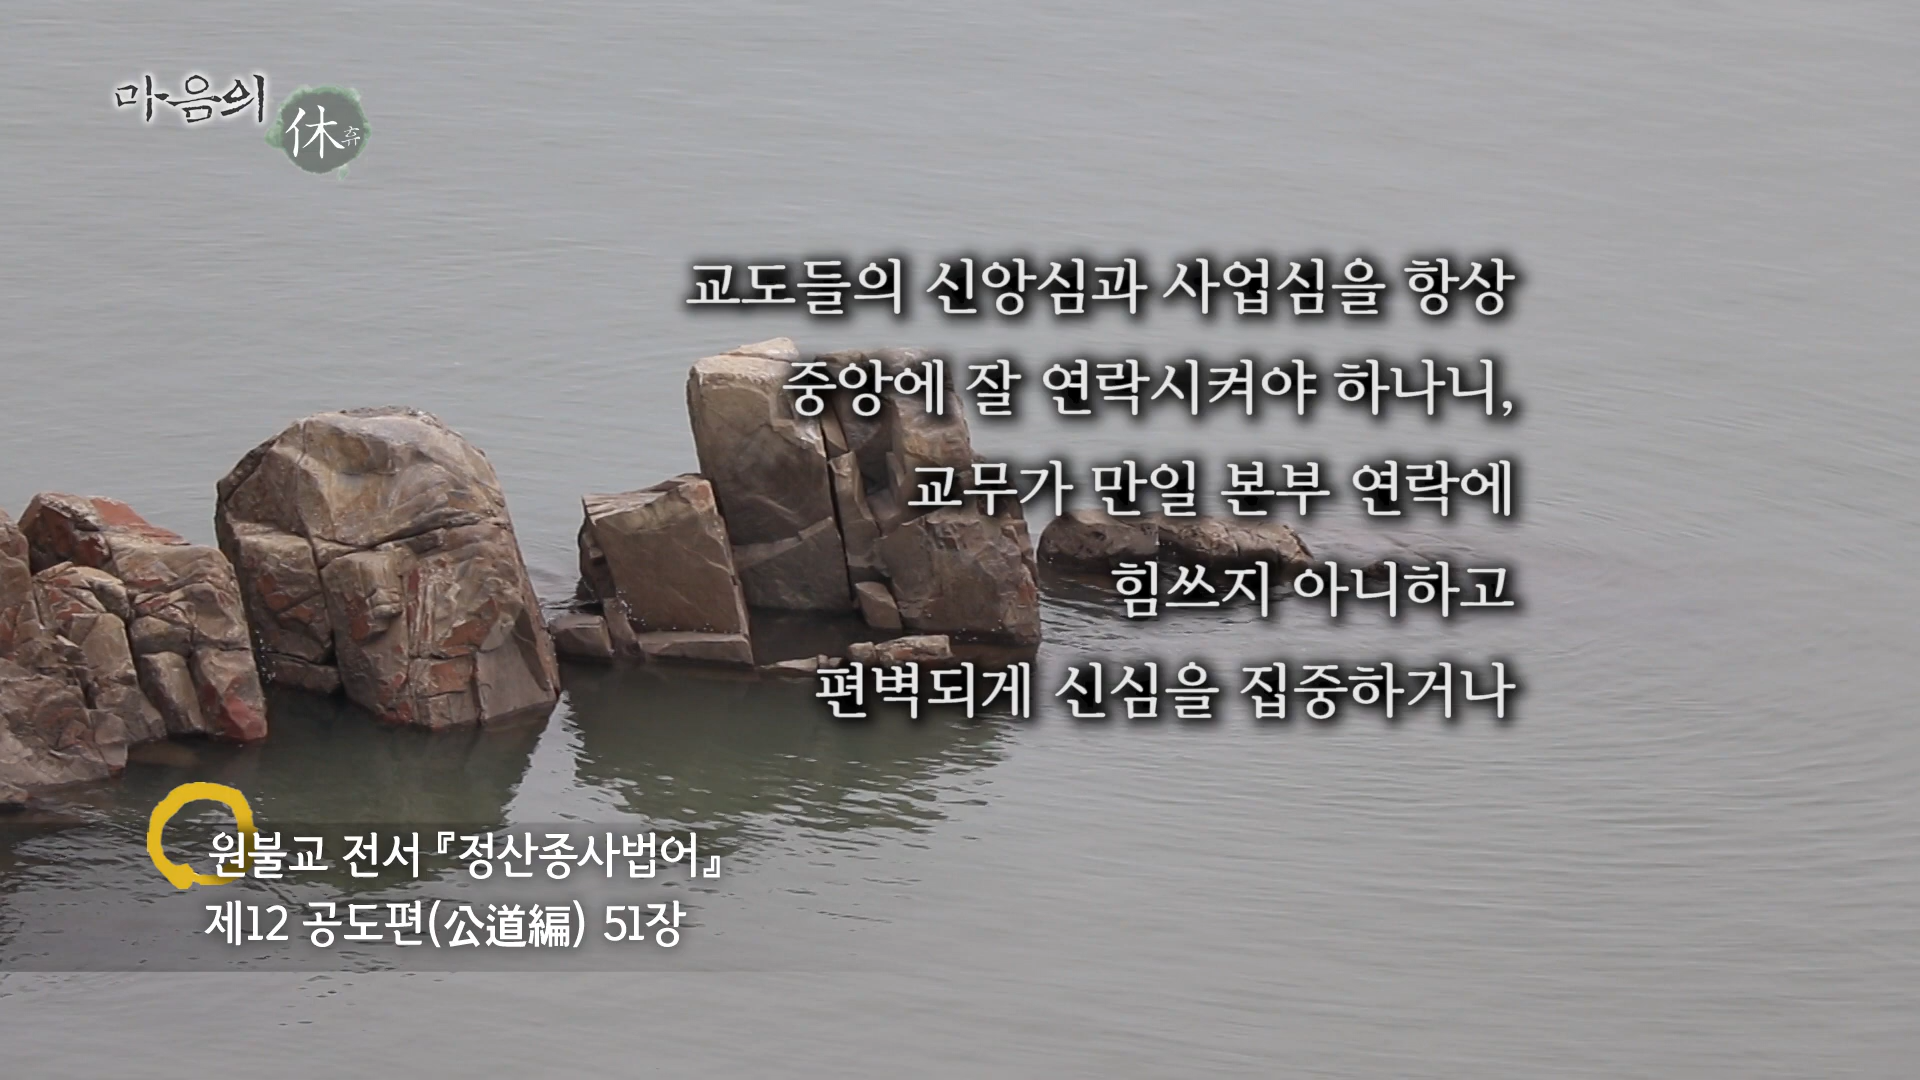 마음의 休 휴
교도들의 신앙심과 사업심을 항상
중앙에 잘 연락시켜야 하나니,
교무가 만일 본부 연락에
힘쓰지 아니하고
편벽되게 신심을 집중하거나
원불교 전서 『정산종사법어』
제12 공도편(公道編) 51장